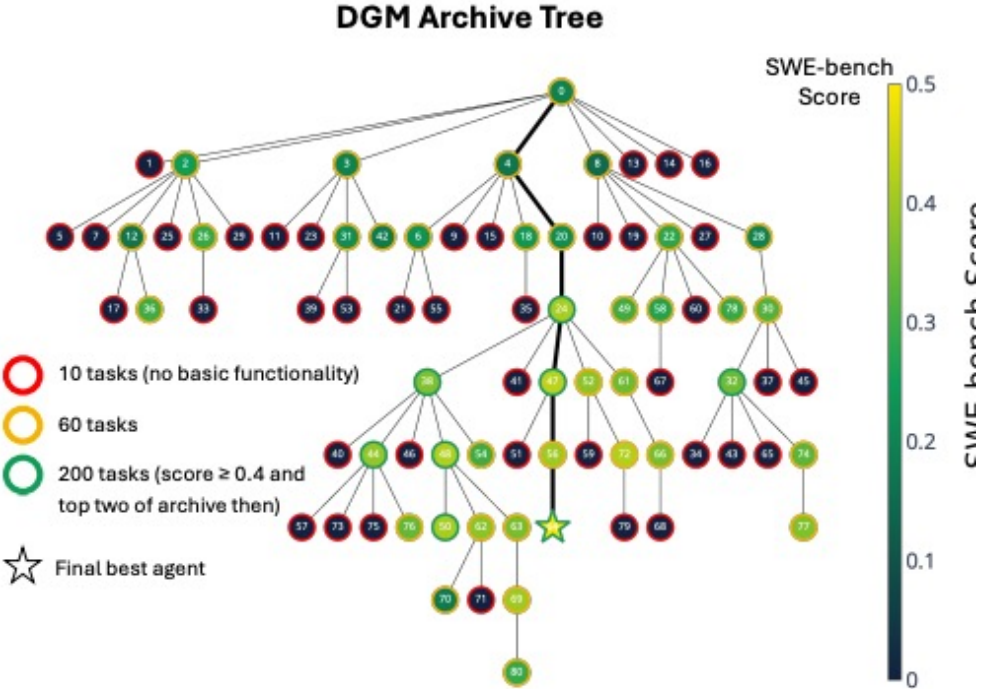 DGM Archive Tree
SWE-bench
Score
0.5
0
1 2 3 4 8 13 14 16
0.4
5 7 12 25 26 29 11 23 31 42 6 9 15 18 20 10 19 22 27 28
17 36 33 39 53 21 55 35 24 49 58 60 78 30
0.3
10 tasks (no basic functionality)
38 41 47 52 61 67 32 37 45
60 tasks
0.2
40 44 46 48 54 51 56 59 72 66 34 43 65 74
200 tasks (score ≥ 0.4 and
top two of archive then)
57 73 75 76 50 62 63 79 68 77
Final best agent
0.1
70 71 69
80
0
SWE-bench Score